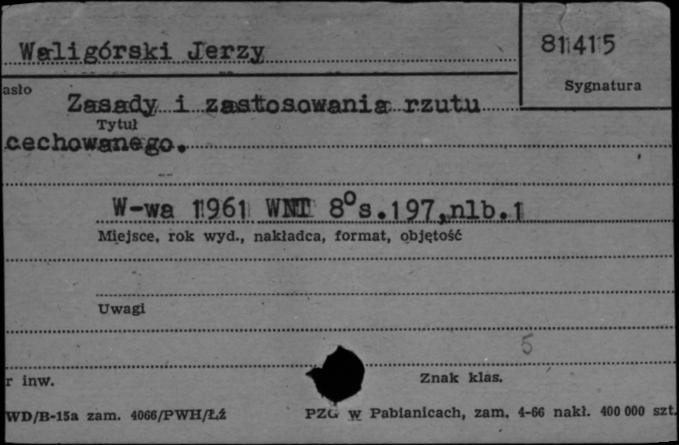 Waligórski Jerzy
81415
Sygnatura
asło
Zasady i zastosowania rzutu
Tytuł
cechowanego.
W-wa 1961 WNT 8° s.197,nlb.1
Miejsce, rok wyd., nakładca, format, objętość
Uwagi
5
r inw.
Znak klas.
WD/B-15a zam. 4066/PWH/Łż
PZG w Pabianicach, zam. 4-66 nakł. 400 000 szt.